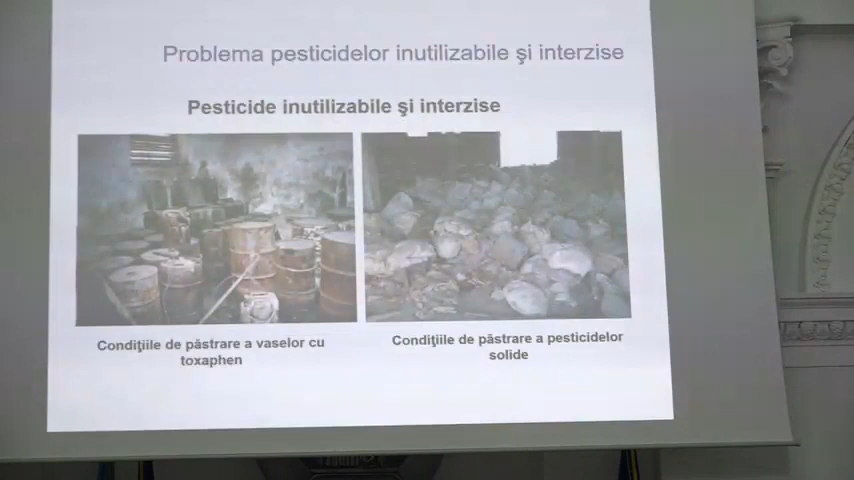 Problema pesticidelor inutilizabile şi interzise
Pesticide inutilizabile şi interzise
Condiţiile de păstrare a vaselor cu
toxaphen
Condiţiile de păstrare a pesticidelor
solide